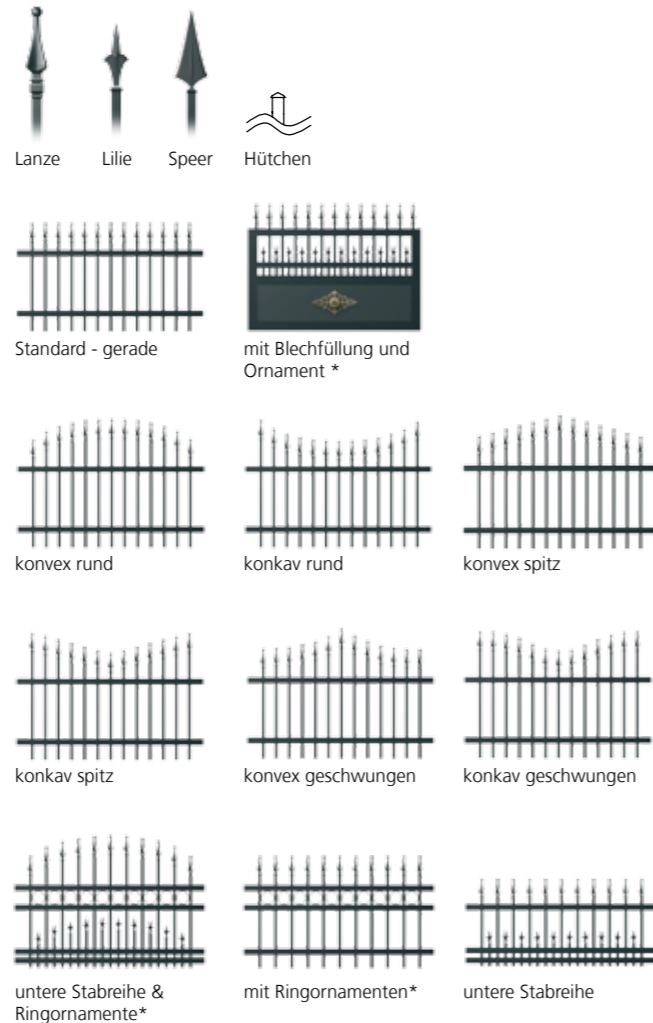 Lanze Lilie Speer Hütchen
Standard - gerade
mit Blechfüllung und
Ornament *
konvex rund
konkav rund
konvex spitz
konkav spitz
konvex geschwungen
konkav geschwungen
untere Stabreihe &
Ringornamente*
mit Ringornamenten*
untere Stabreihe